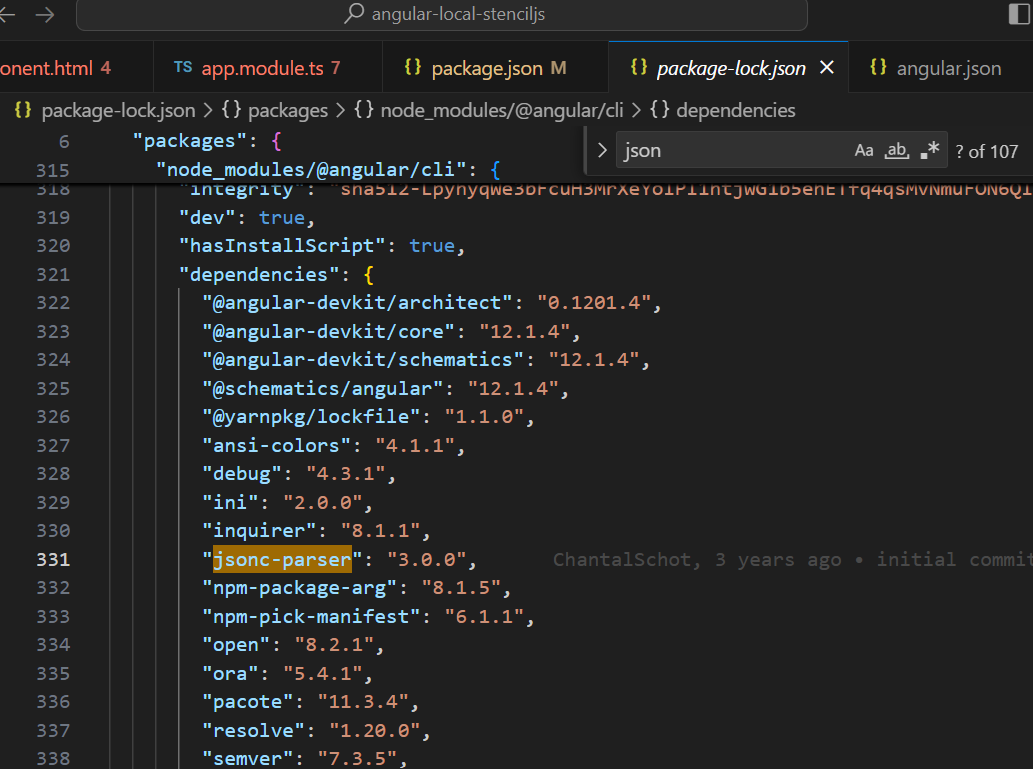 angular-local-stenciljs
onent.html 4
TS app.module.ts 7
{} package.json M
{} package-lock.json
{} angular.json
{} package-lock.json > {} packages > {} node_modules/@angular/cli > {} dependencies
json Aa ab .* ? of 107
6 "packages": {
315 "node_modules/@angular/cli": {
318 "integrity":
319 "dev": true,
320 "hasInstallScript": true,
321 "dependencies": {
322 "@angular-devkit/architect": "0.1201.4",
323 "@angular-devkit/core": "12.1.4",
324 "@angular-devkit/schematics": "12.1.4",
325 "@schematics/angular": "12.1.4",
326 "@yarnpkg/lockfile": "1.1.0",
327 "ansi-colors": "4.1.1",
328 "debug": "4.3.1",
329 "ini": "2.0.0",
330 "inquirer": "8.1.1",
331 "jsonc-parser": "3.0.0", ChantalSchot, 3 years ago • initial commit
332 "npm-package-arg": "8.1.5",
333 "npm-pick-manifest": "6.1.1",
334 "open": "8.2.1",
335 "ora": "5.4.1",
336 "pacote": "11.3.4",
337 "resolve": "1.20.0",
338 "semver": "7.3.5",